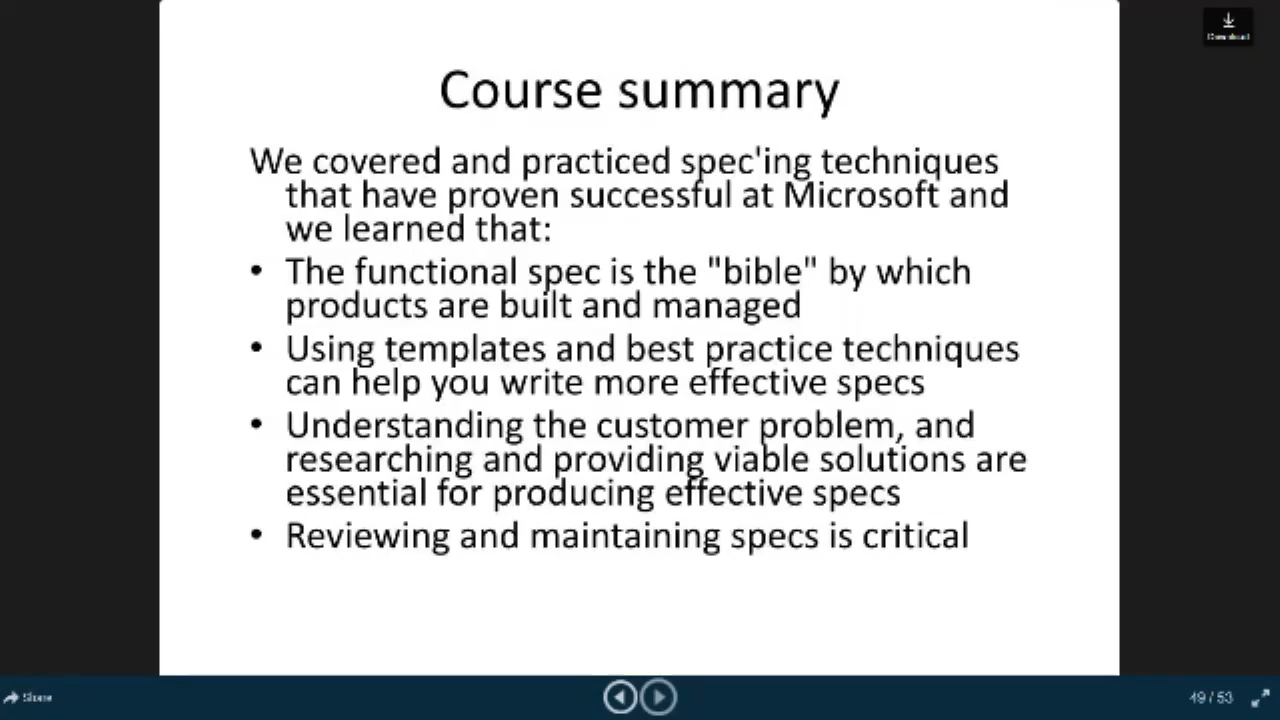 Download
Course summary
We covered and practiced spec'ing techniques
that have proven successful at Microsoft and
we learned that:
• The functional spec is the "bible" by which
products are built and managed
• Using templates and best practice techniques
can help you write more effective specs
• Understanding the customer problem, and
researching and providing viable solutions are
essential for producing effective specs
• Reviewing and maintaining specs is critical
Share
49 / 53